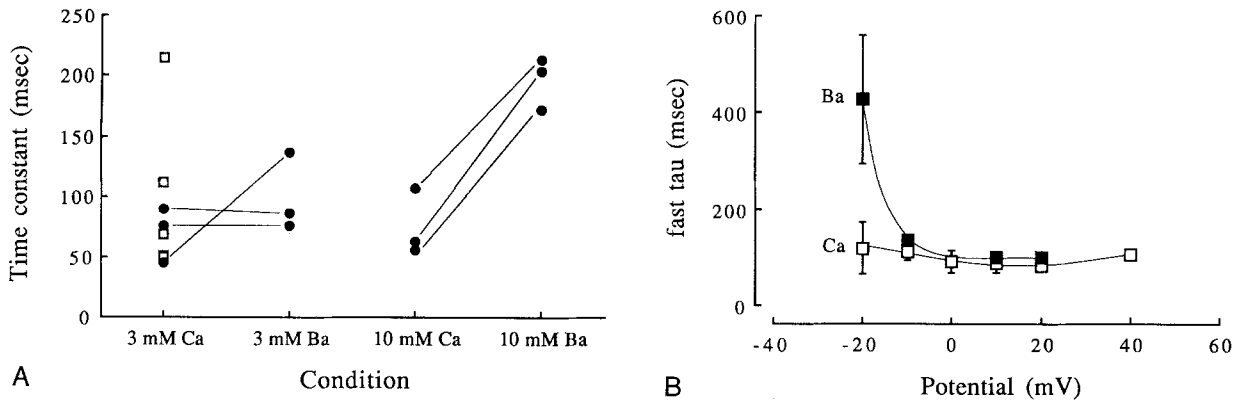 Time constant (msec)
250
200
150
100
50
0
3 mM Ca
3 mM Ba
10 mM Ca
10 mM Ba
Condition
A
fast tau (msec)
600
400
200
0
Ba
Ca
-40
-20
0
20
40
60
Potential (mV)
B